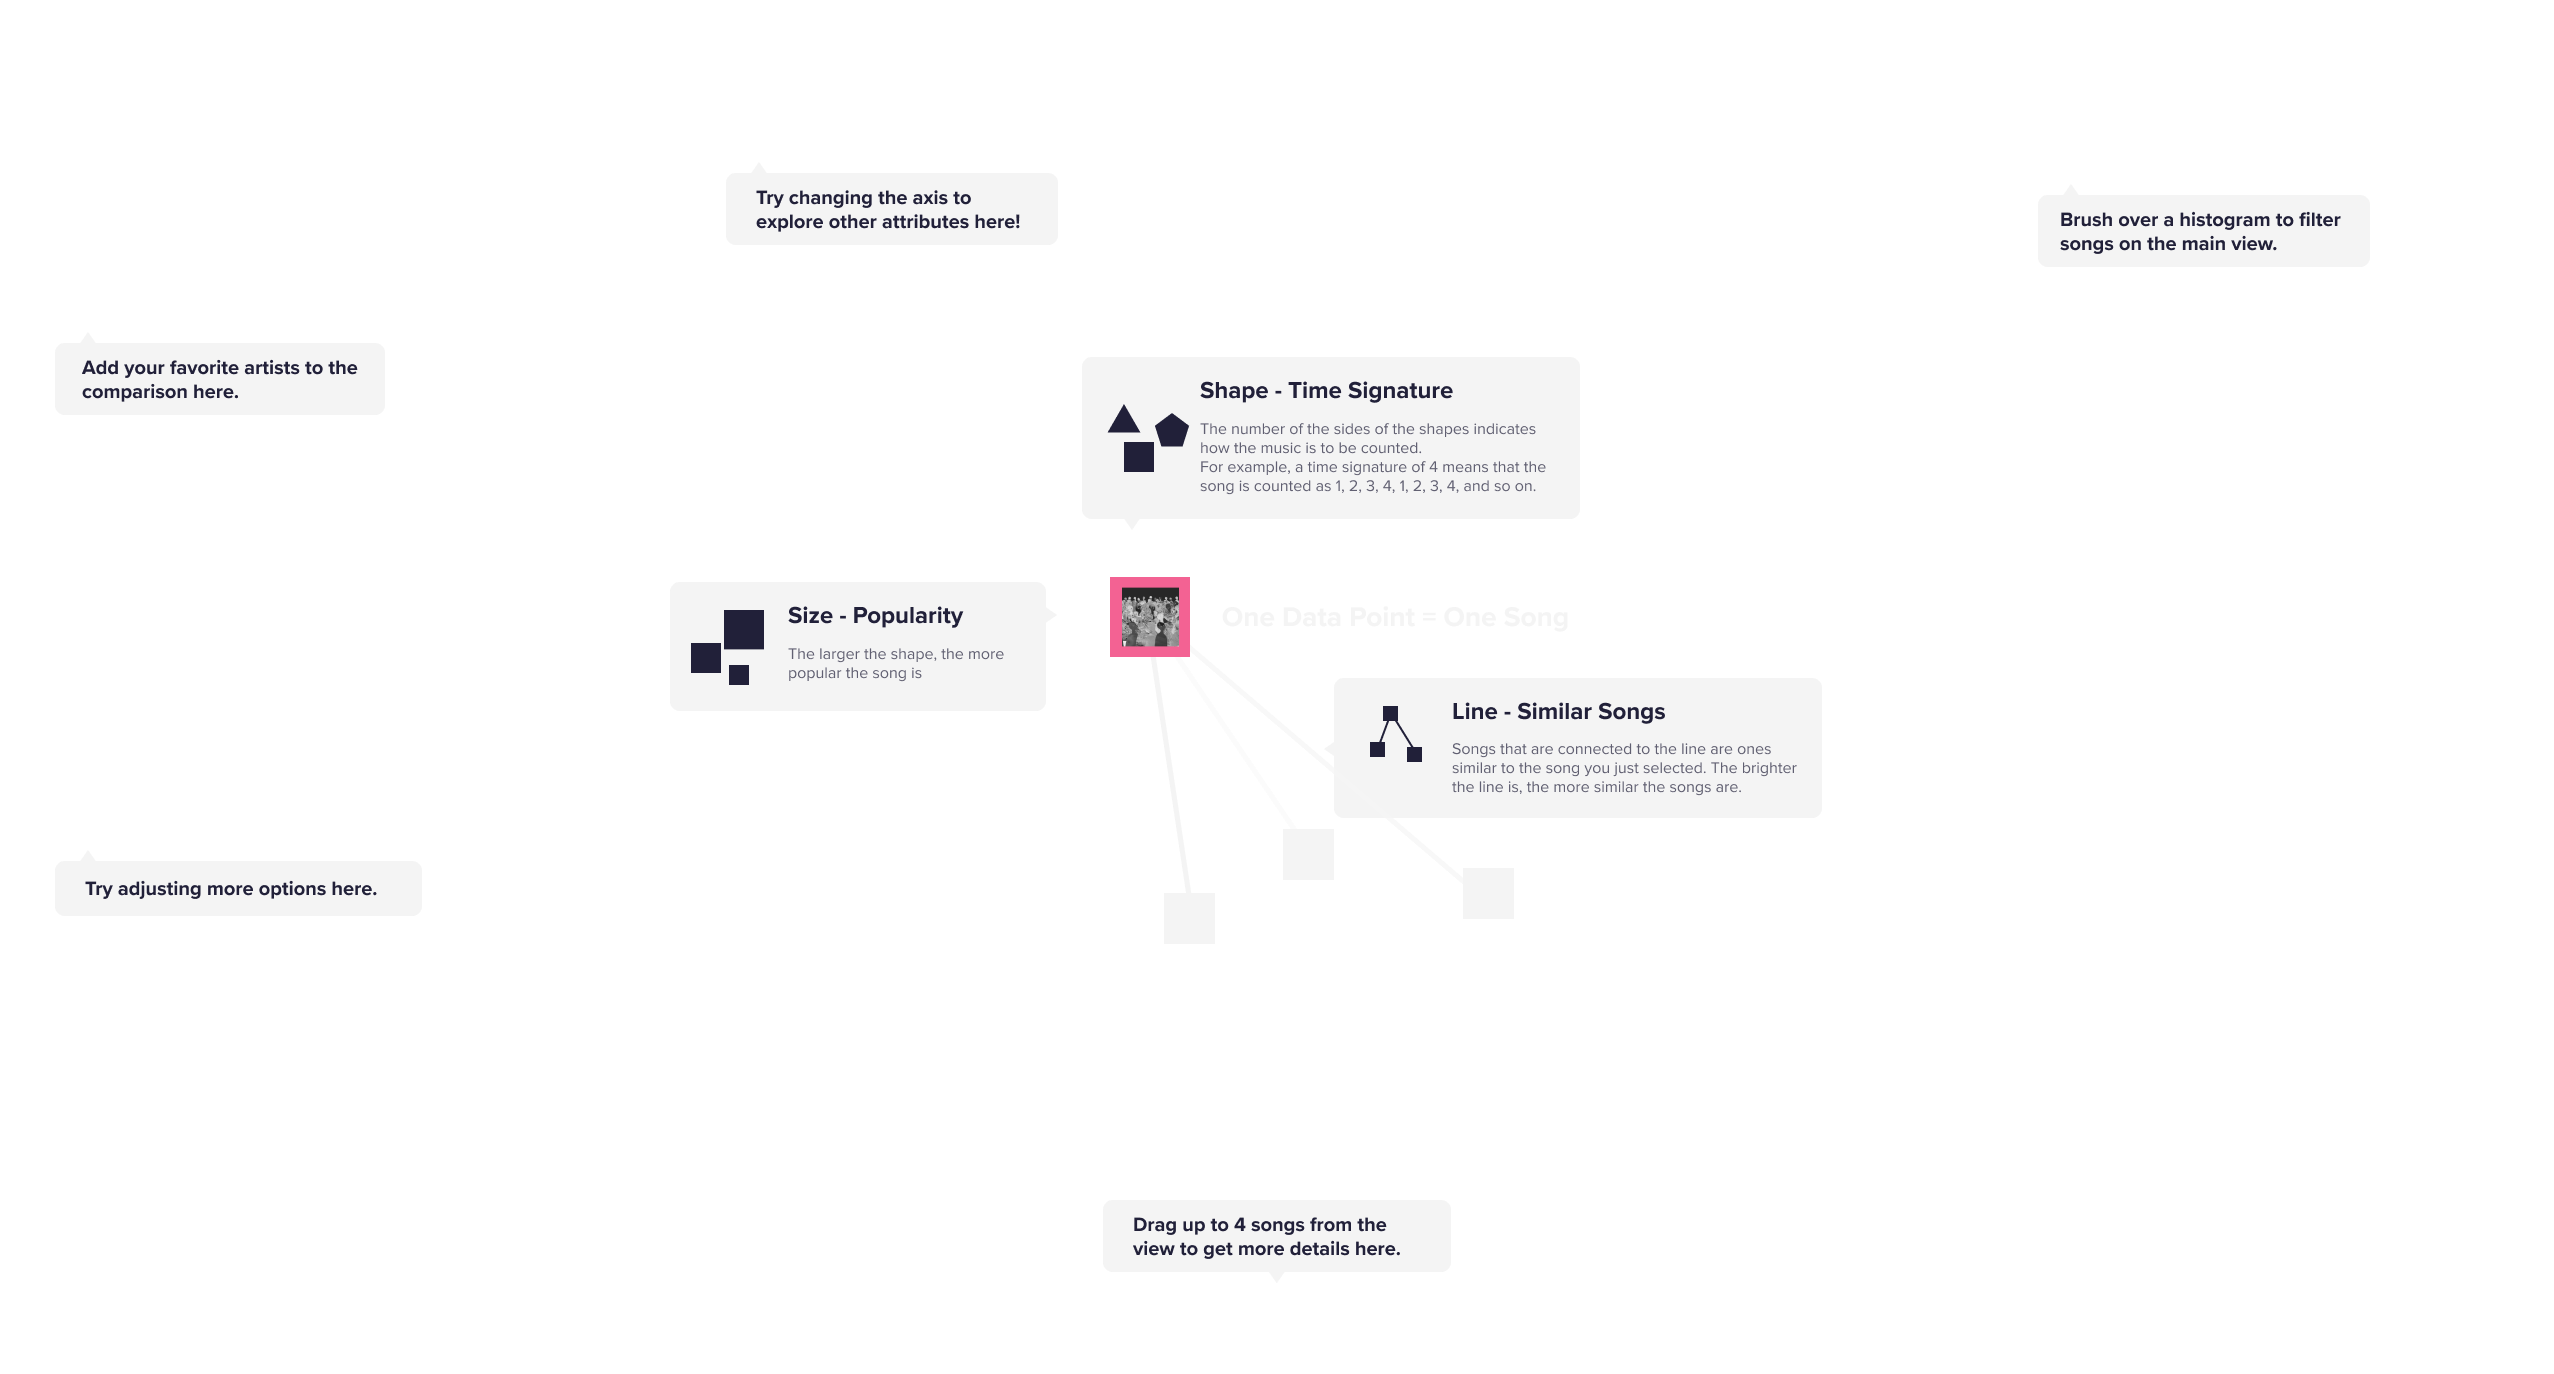 Try changing the axis to
explore other attributes here!
Brush over a histogram to filter
songs on the main view.
Add your favorite artists to the
comparison here.
Shape - Time Signature
The number of the sides of the shapes indicates
how the music is to be counted.
For example, a time signature of 4 means that the
song is counted as 1, 2, 3, 4, 1, 2, 3, 4, and so on.
Size - Popularity
The larger the shape, the more
popular the song is
One Data Point = One Song
Line - Similar Songs
Songs that are connected to the line are ones
similar to the song you just selected. The brighter
the line is, the more similar the songs are.
Try adjusting more options here.
Drag up to 4 songs from the
view to get more details here.